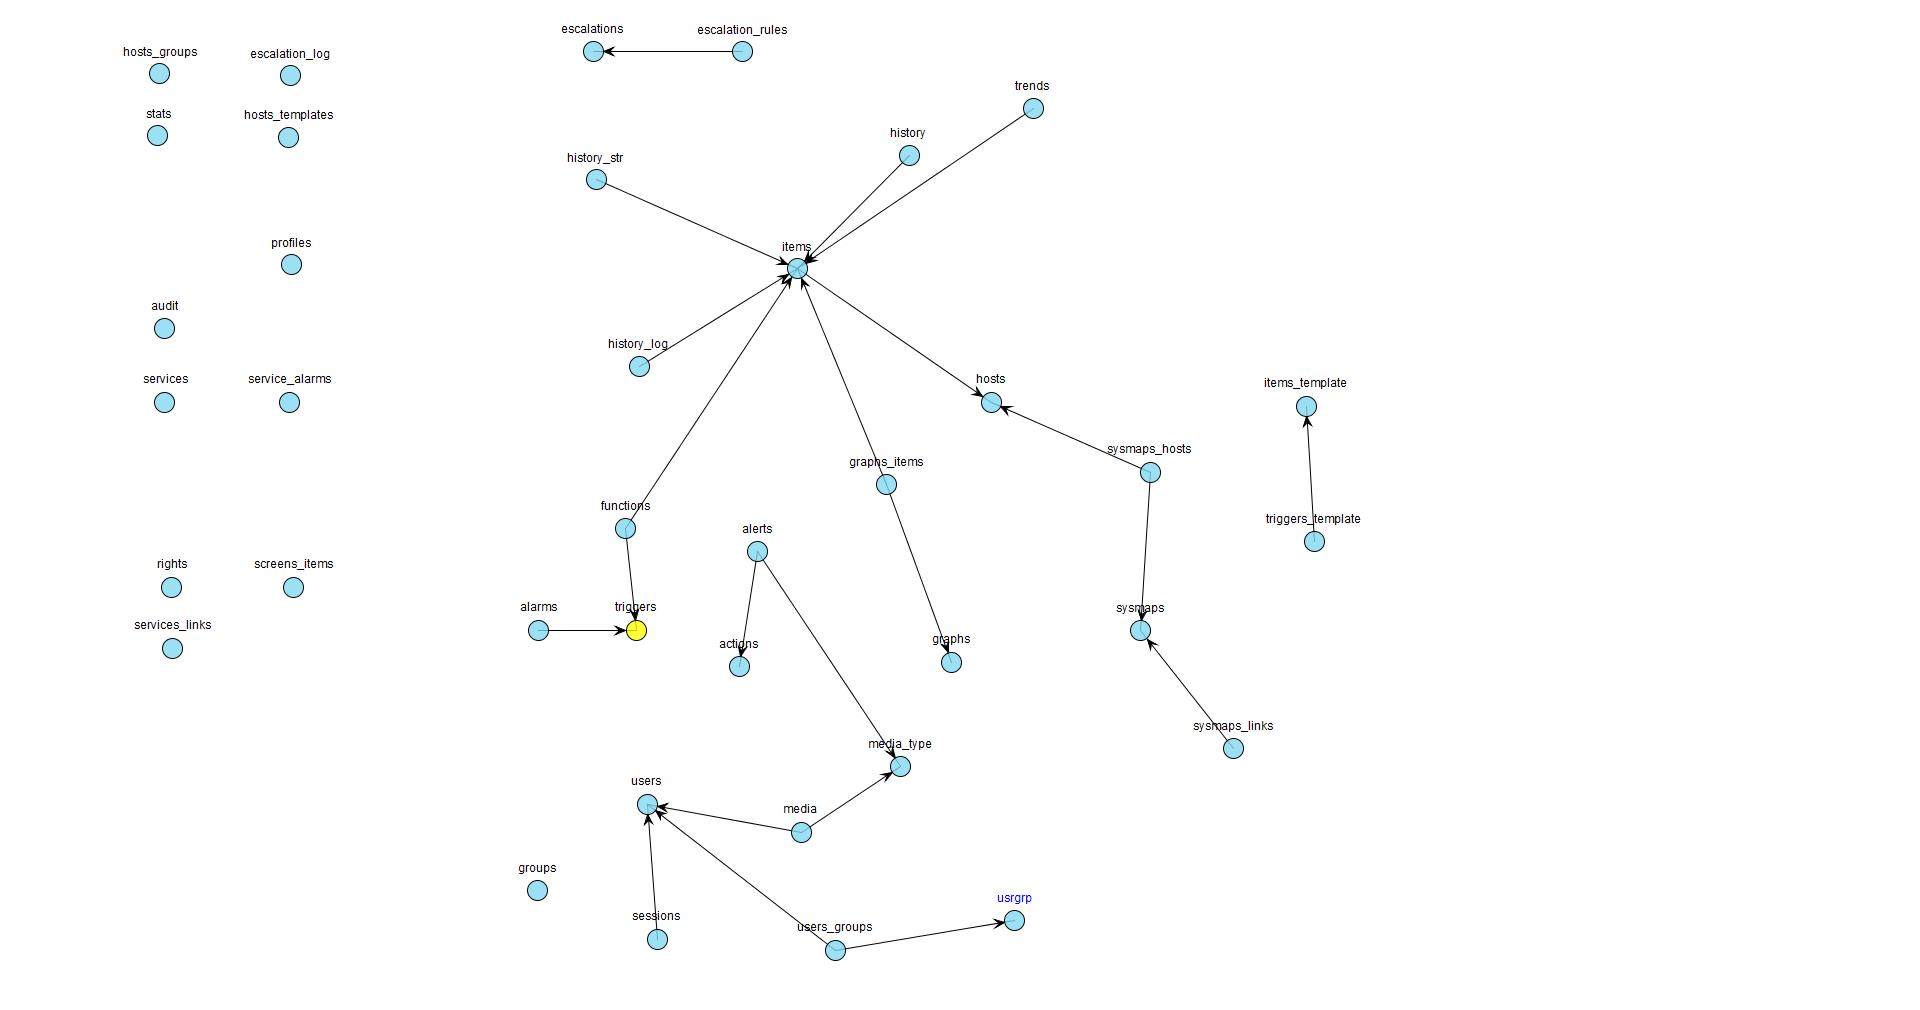 escalations
escalation_rules
hosts_groups
escalation_log
trends
stats
hosts_templates
history
history_str
profiles
items
audit
history_log
services
service_alarms
hosts
items_template
sysmaps_hosts
graphs_items
functions
triggers_template
alerts
rights
screens_items
alarms
triggers
sysmaps
services_links
actions
graphs
sysmaps_links
media_type
users
media
groups
usrgrp
sessions
users_groups